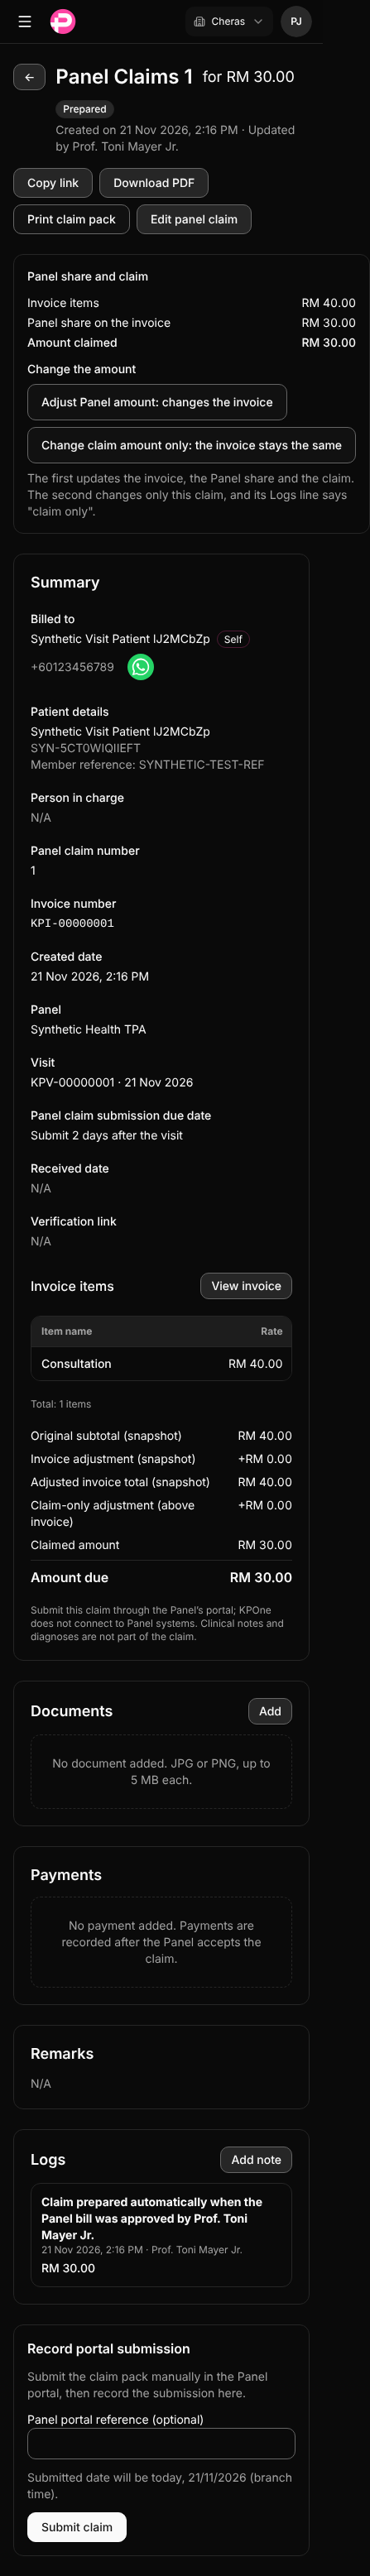 Cheras
PJ
Panel Claims 1 for RM 30.00
Prepared
Created on 21 Nov 2026, 2:16 PM · Updated
by Prof. Toni Mayer Jr.
Copy link
Download PDF
Print claim pack
Edit panel claim
Panel share and claim
Invoice items RM 40.00
Panel share on the invoice RM 30.00
Amount claimed RM 30.00
Change the amount
Adjust Panel amount: changes the invoice
Change claim amount only: the invoice stays the same
The first updates the invoice, the Panel share and the claim.
The second changes only this claim, and its Logs line says
"claim only".
Summary
Billed to
Synthetic Visit Patient IJ2MCbZp Self
+60123456789
Patient details
Synthetic Visit Patient IJ2MCbZp
SYN-5CT0WIQIIEFT
Member reference: SYNTHETIC-TEST-REF
Person in charge
N/A
Panel claim number
1
Invoice number
KPI-00000001
Created date
21 Nov 2026, 2:16 PM
Panel
Synthetic Health TPA
Visit
KPV-00000001 · 21 Nov 2026
Panel claim submission due date
Submit 2 days after the visit
Received date
N/A
Verification link
N/A
Invoice items
View invoice
Item name Rate
Consultation RM 40.00
Total: 1 items
Original subtotal (snapshot) RM 40.00
Invoice adjustment (snapshot) +RM 0.00
Adjusted invoice total (snapshot) RM 40.00
Claim-only adjustment (above +RM 0.00
invoice)
Claimed amount RM 30.00
Amount due RM 30.00
Submit this claim through the Panel's portal; KPOne
does not connect to Panel systems. Clinical notes and
diagnoses are not part of the claim.
Documents
Add
No document added. JPG or PNG, up to
5 MB each.
Payments
No payment added. Payments are
recorded after the Panel accepts the
claim.
Remarks
N/A
Logs
Add note
Claim prepared automatically when the
Panel bill was approved by Prof. Toni
Mayer Jr.
21 Nov 2026, 2:16 PM · Prof. Toni Mayer Jr.
RM 30.00
Record portal submission
Submit the claim pack manually in the Panel
portal, then record the submission here.
Panel portal reference (optional)
Submitted date will be today, 21/11/2026 (branch
time).
Submit claim